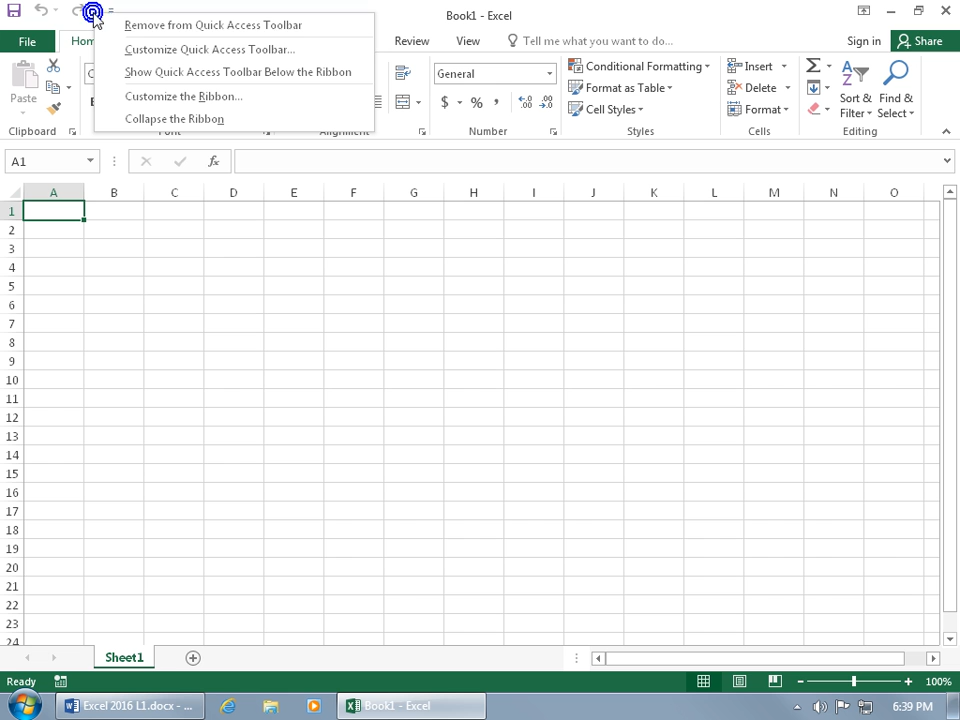 Book1 - Excel
Remove from Quick Access Toolbar
Customize Quick Access Toolbar...
Show Quick Access Toolbar Below the Ribbon
Customize the Ribbon...
Collapse the Ribbon
File
Review View Tell me what you want to do... Sign in Share
Paste
General
$ % , .00
Conditional Formatting
Format as Table
Cell Styles
Insert
Delete
Format
Sort &
Filter
Find &
Select
Clipboard Font Alignment Number Styles Cells Editing
A1 fx
A B C D E F G H I J K L M N O
1
2
3
4
5
6
7
8
9
10
11
12
13
14
15
16
17
18
19
20
21
22
23
24
Sheet1
Ready 100%
Excel 2016 L1.docx - ... Book1 - Excel 6:39 PM